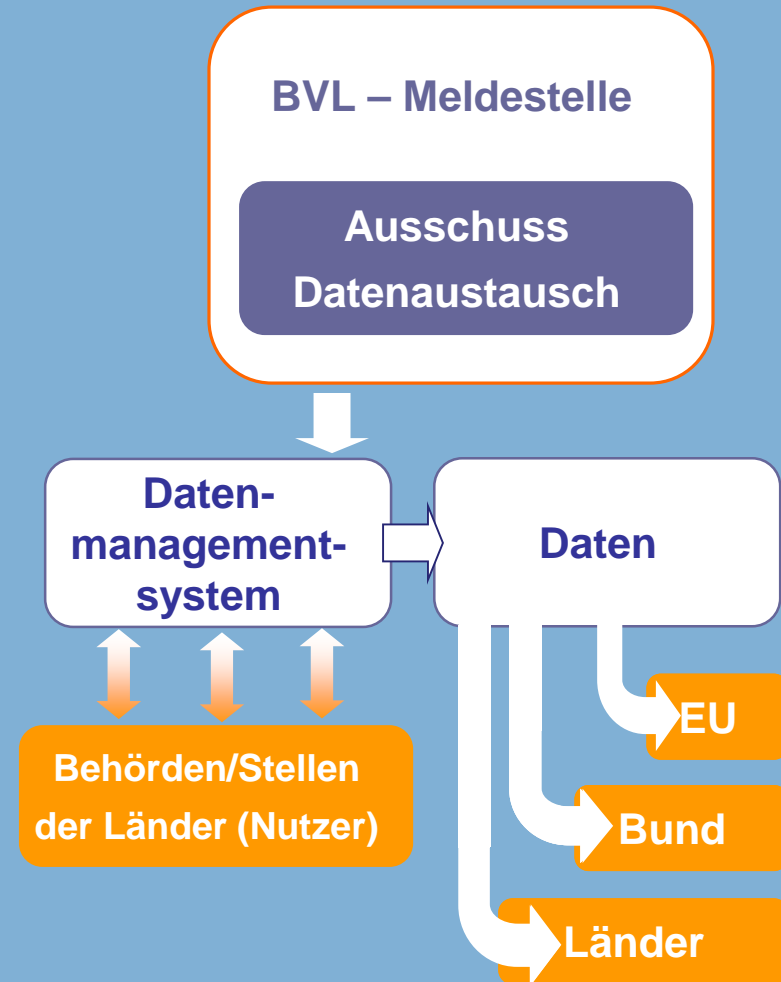 BVL – Meldestelle
Ausschuss
Datenaustausch
Daten-
management-
system
Daten
Behörden/Stellen
der Länder (Nutzer)
EU
Bund
Länder